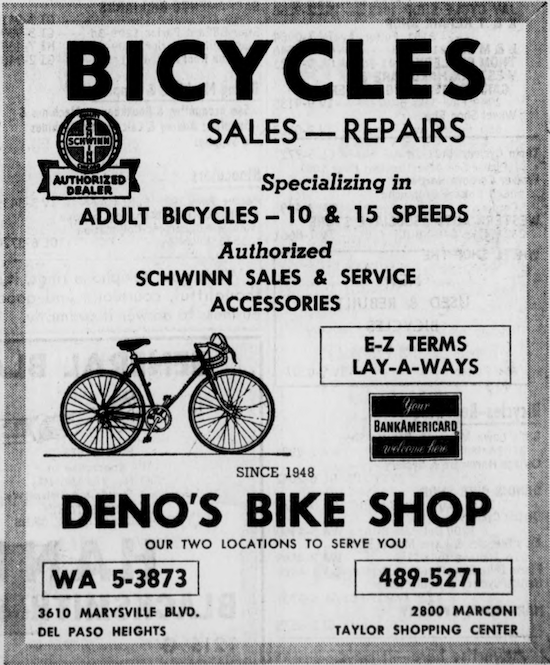 BICYCLES
SALES — REPAIRS
SCHWINN
AUTHORIZED
DEALER
Specializing in
ADULT BICYCLES – 10 & 15 SPEEDS
Authorized
SCHWINN SALES & SERVICE
ACCESSORIES
E-Z TERMS
LAY-A-WAYS
Your
BANKAMERICARD
welcome here
SINCE 1948
DENO'S BIKE SHOP
OUR TWO LOCATIONS TO SERVE YOU
WA 5-3873
3610 MARYSVILLE BLVD.
DEL PASO HEIGHTS
489-5271
2800 MARCONI
TAYLOR SHOPPING CENTER